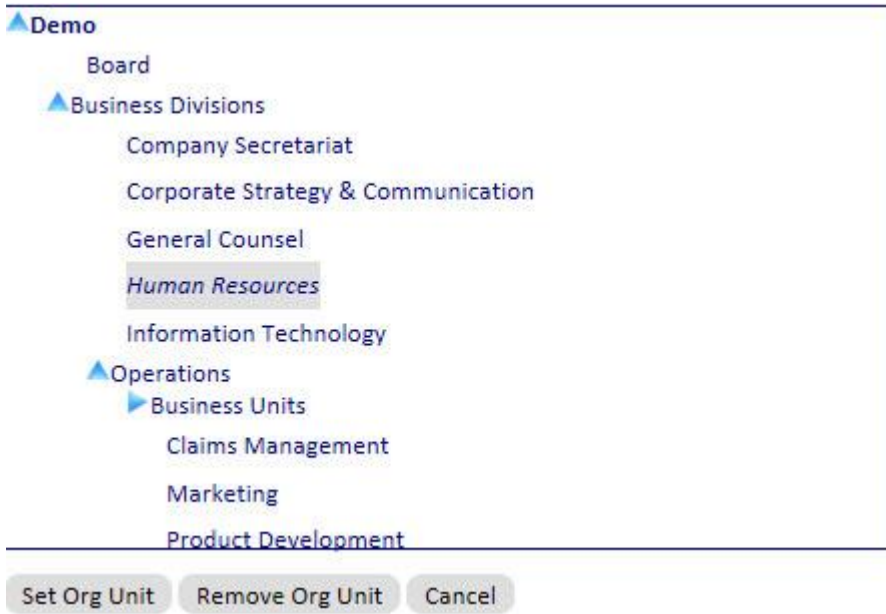 Demo
Board
Business Divisions
Company Secretariat
Corporate Strategy & Communication
General Counsel
Human Resources
Information Technology
Operations
Business Units
Claims Management
Marketing
Product Development
Set Org Unit Remove Org Unit Cancel